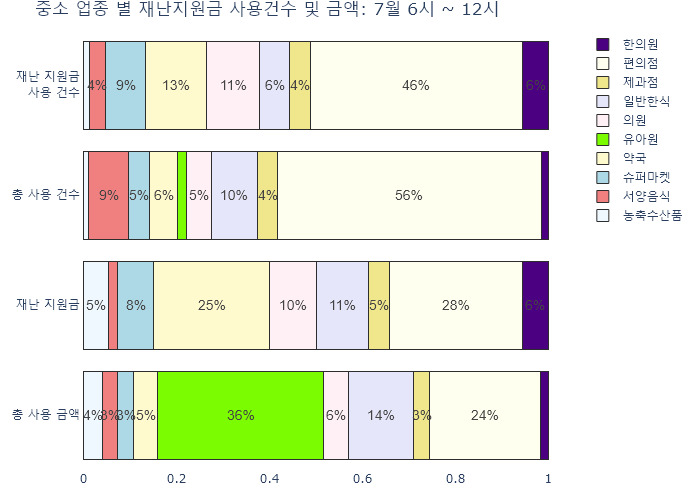 중소 업종 별 재난지원금 사용건수 및 금액: 7월 6시 ~ 12시
재난 지원금
사용 건수
4% 9% 13% 11% 6% 4% 46% 6%
총 사용 건수
9% 5% 6% 5% 10% 4% 56%
재난 지원금
5% 8% 25% 10% 11% 5% 28% 6%
총 사용 금액
4% 3% 3% 5% 36% 6% 14% 3% 24%
0 0.2 0.4 0.6 0.8 1
한의원
편의점
제과점
일반한식
의원
유아원
약국
슈퍼마켓
서양음식
농축수산품